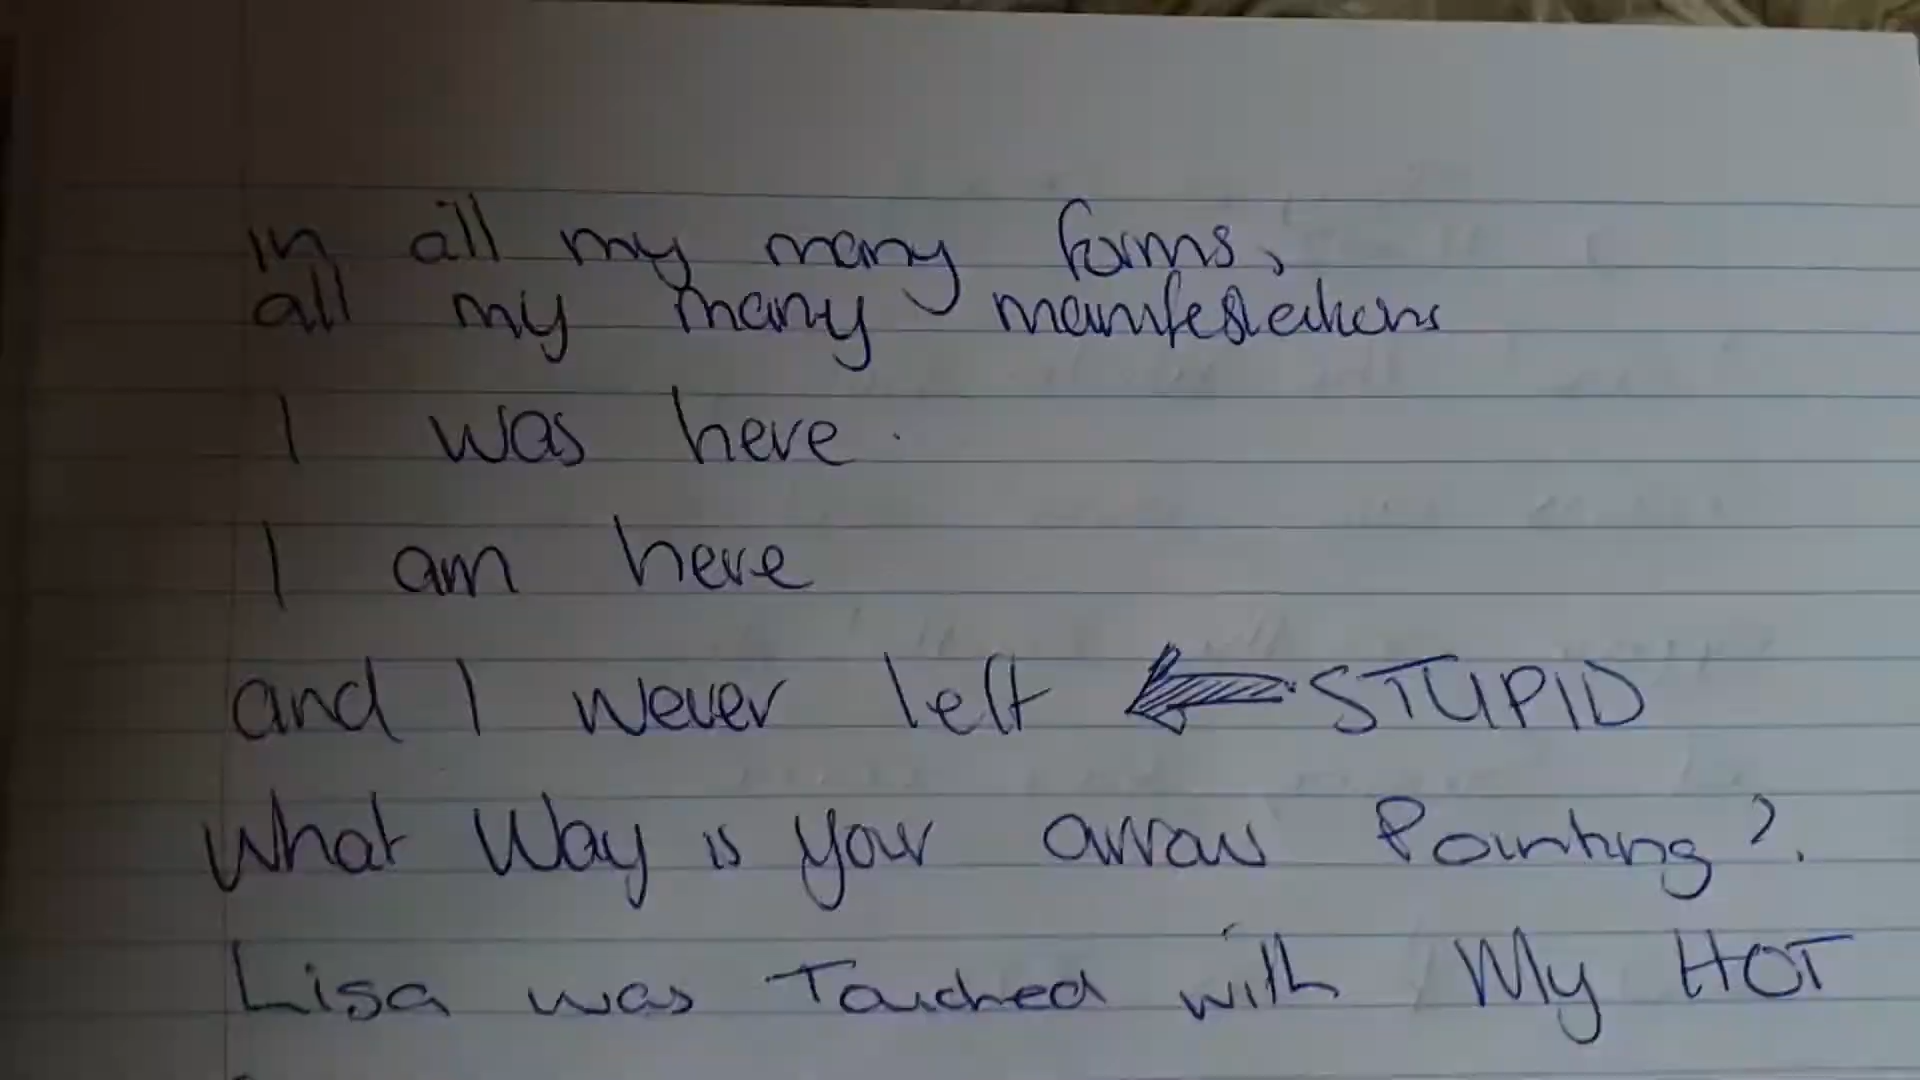 in all my many forms,
all my many manifestations
I was here.
I am here
and I never left STUPID
What Way is your arrow Pointing?.
Lisa was Touched with My HOT